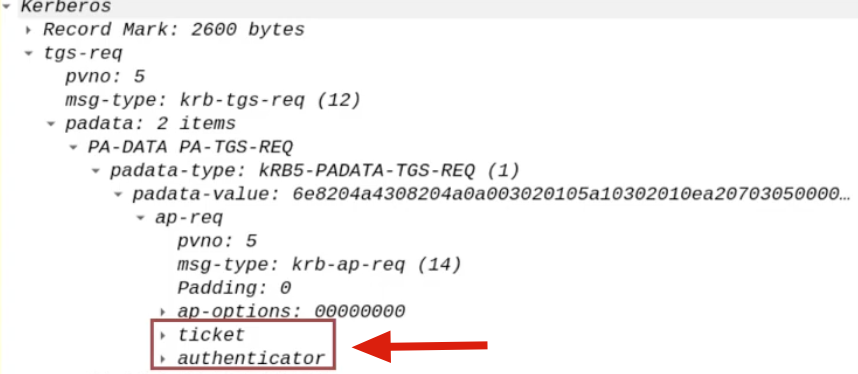 Kerberos
Record Mark: 2600 bytes
tgs-req
pvno: 5
msg-type: krb-tgs-req (12)
padata: 2 items
PA-DATA PA-TGS-REQ
padata-type: kRB5-PADATA-TGS-REQ (1)
padata-value: 6e8204a4308204a0a003020105a10302010ea20703050000…
ap-req
pvno: 5
msg-type: krb-ap-req (14)
Padding: 0
ap-options: 00000000
ticket
authenticator